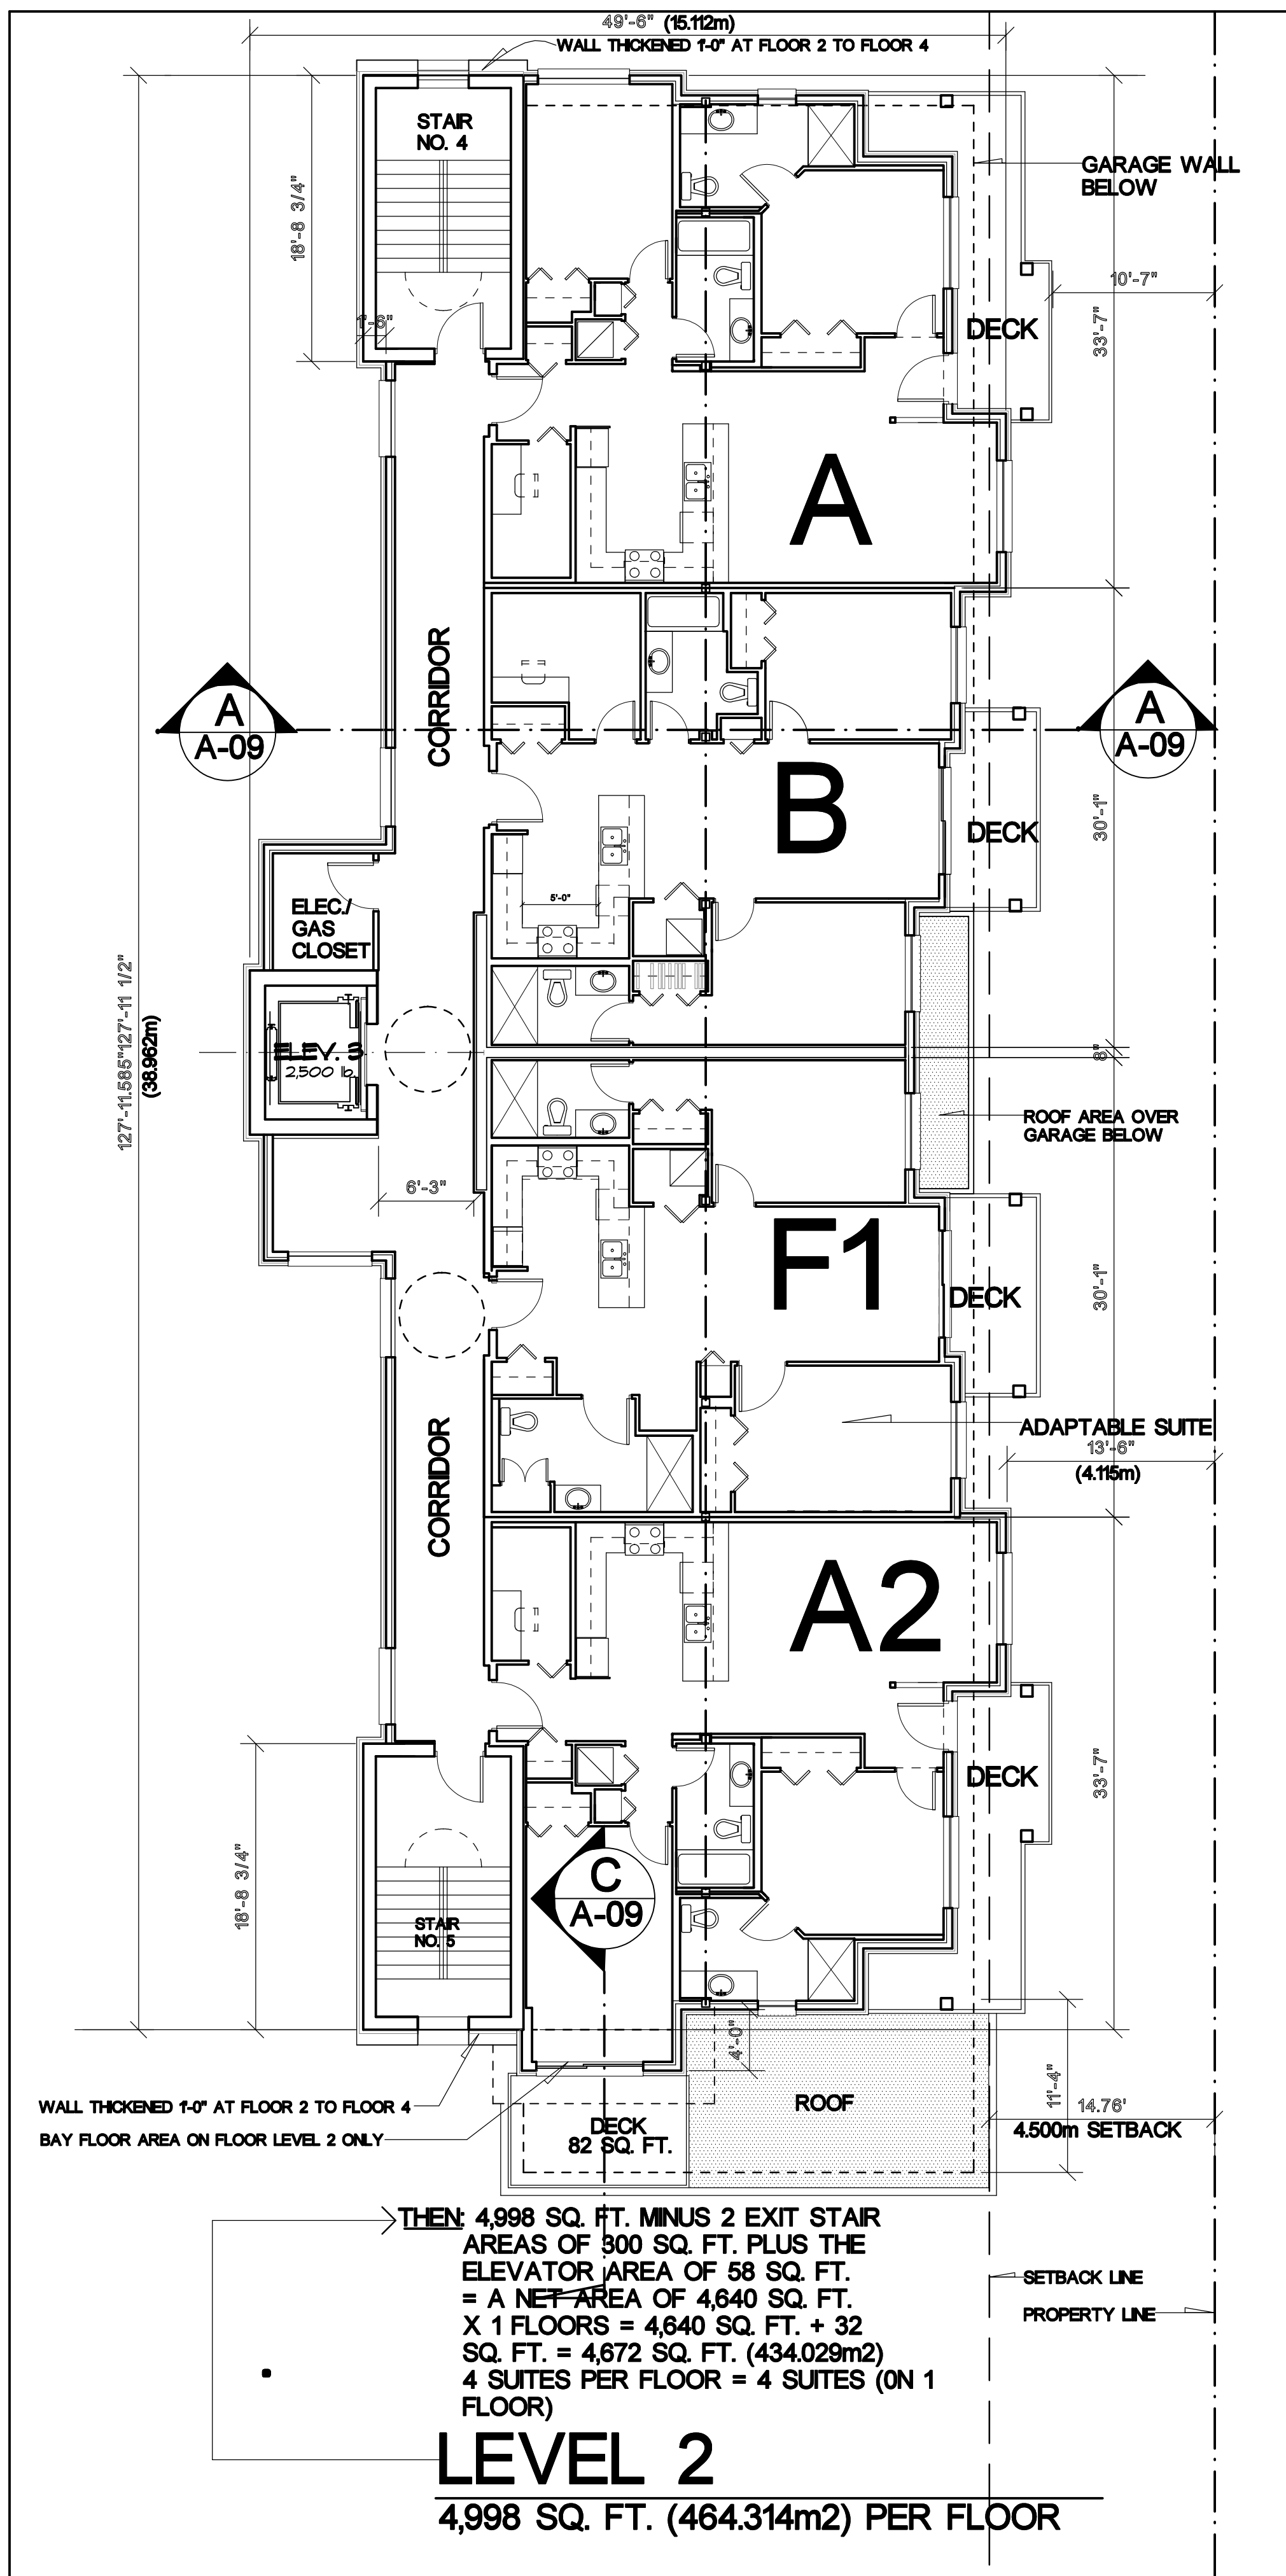 49'-6" (15.112m)
WALL THICKENED 1'-0" AT FLOOR 2 TO FLOOR 4
STAIR
NO. 4
18'-8 3/4"
1'-6"
GARAGE WALL
BELOW
10'-7"
DECK
33'-7"
A
CORRIDOR
A
A-09
A
A-09
B
DECK
30'-1"
5'-0"
ELEC./
GAS
CLOSET
127'-11.585"127'-11 1/2"
(38.962m)
ELEV. 3
2,500 lb.
8"
ROOF AREA OVER
GARAGE BELOW
6'-3"
F1
DECK
30'-1"
ADAPTABLE SUITE
13'-6"
(4.115m)
CORRIDOR
A2
DECK
33'-7"
C
A-09
18'-8 3/4"
STAIR
NO. 5
4'-0"
ROOF
11'-4"
14.76'
4.500m SETBACK
WALL THICKENED 1'-0" AT FLOOR 2 TO FLOOR 4
BAY FLOOR AREA ON FLOOR LEVEL 2 ONLY
DECK
82 SQ. FT.
THEN: 4,998 SQ. FT. MINUS 2 EXIT STAIR
AREAS OF 300 SQ. FT. PLUS THE
ELEVATOR AREA OF 58 SQ. FT.
= A NET AREA OF 4,640 SQ. FT.
X 1 FLOORS = 4,640 SQ. FT. + 32
SQ. FT. = 4,672 SQ. FT. (434.029m2)
4 SUITES PER FLOOR = 4 SUITES (0N 1
FLOOR)
SETBACK LINE
PROPERTY LINE
LEVEL 2
4,998 SQ. FT. (464.314m2) PER FLOOR